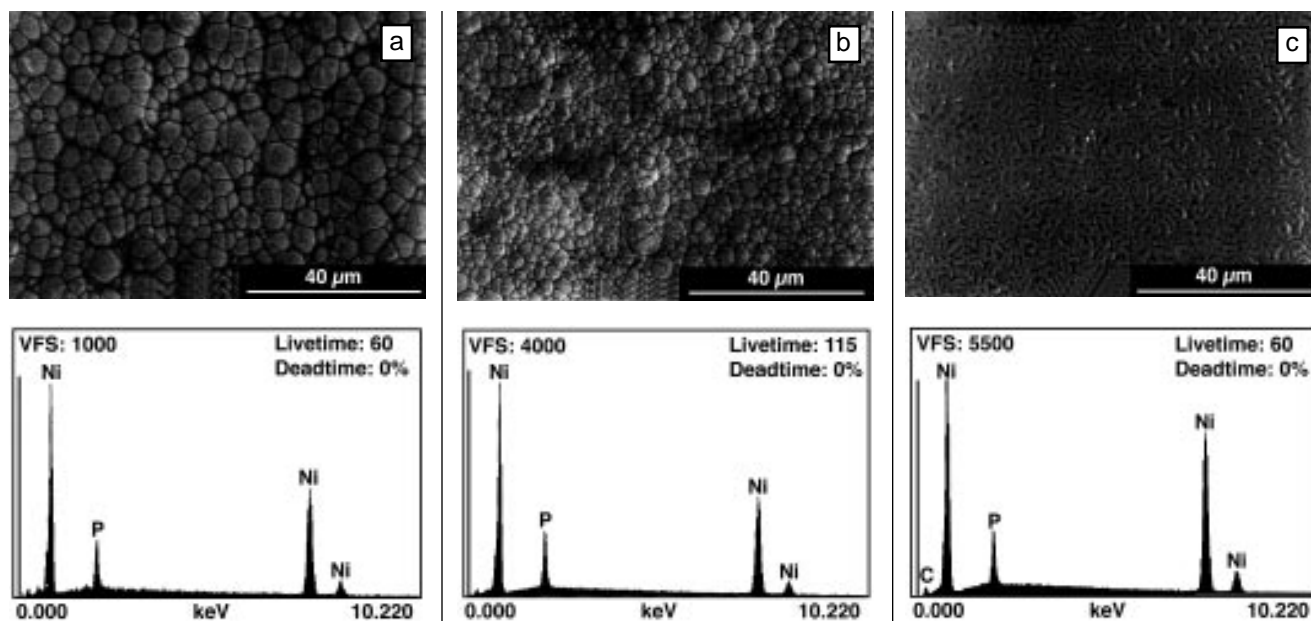 a
40 µm
VFS: 1000 Livetime: 60
Deadtime: 0%
Ni
P
Ni
Ni
0.000 keV 10.220
b
40 µm
VFS: 4000 Livetime: 115
Deadtime: 0%
Ni
P
Ni
Ni
0.000 keV 10.220
c
40 µm
VFS: 5500 Livetime: 60
Deadtime: 0%
Ni
C
P
Ni
Ni
0.000 keV 10.220